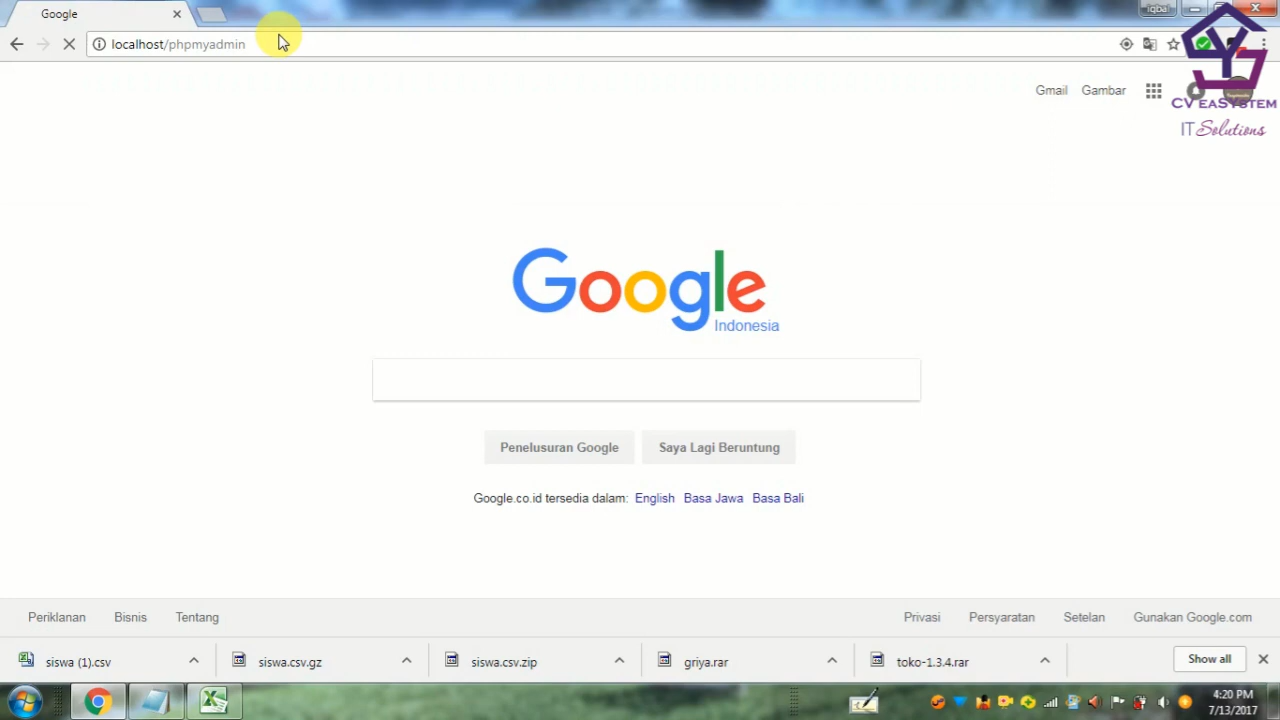 Google
iqbal
localhost/phpmyadmin
Gmail
Gambar
CV EASYSTEM
IT Solutions
Google
Indonesia
Penelusuran Google
Saya Lagi Beruntung
Google.co.id tersedia dalam: English Basa Jawa Basa Bali
Periklanan Bisnis Tentang Privasi Persyaratan Setelan Gunakan Google.com
siswa (1).csv siswa.csv.gz siswa.csv.zip griya.rar toko-1.3.4.rar Show all
4:20 PM
7/13/2017